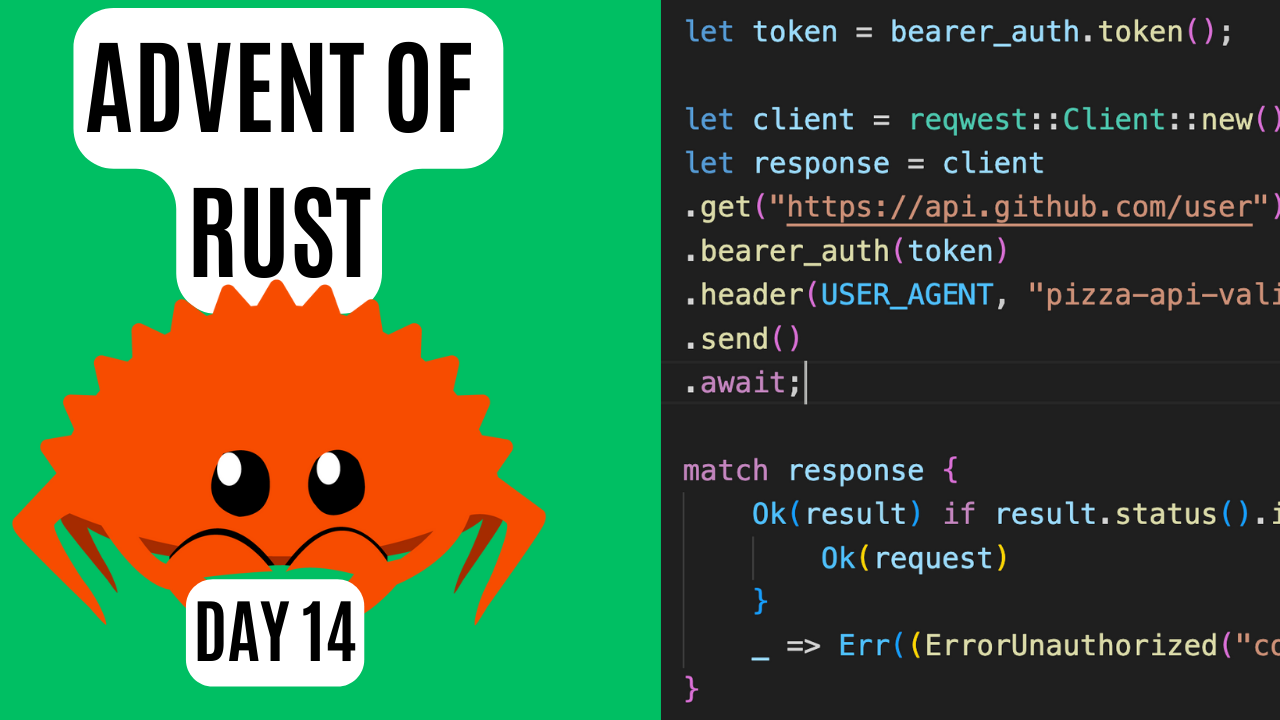 ADVENT OF
RUST
DAY 14
let token = bearer_auth.token();
let client = reqwest::Client::new()
let response = client
.get("https://api.github.com/user")
.bearer_auth(token)
.header(USER_AGENT, "pizza-api-vali
.send()
.await;
match response {
Ok(result) if result.status().i
Ok(request)
}
_ => Err((ErrorUnauthorized("co
}